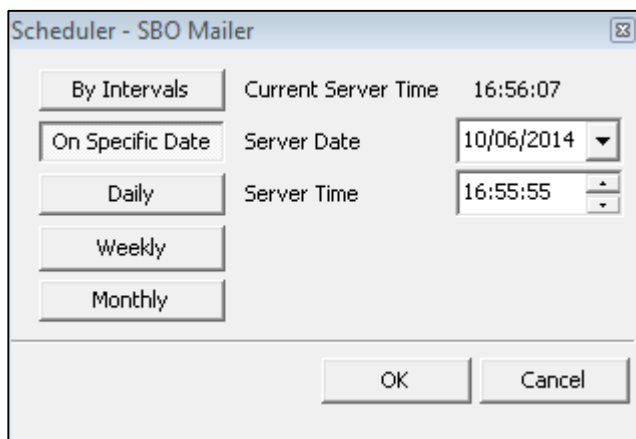 Scheduler - SBO Mailer
By Intervals Current Server Time 16:56:07
On Specific Date Server Date 10/06/2014
Daily Server Time 16:55:55
Weekly
Monthly
OK Cancel